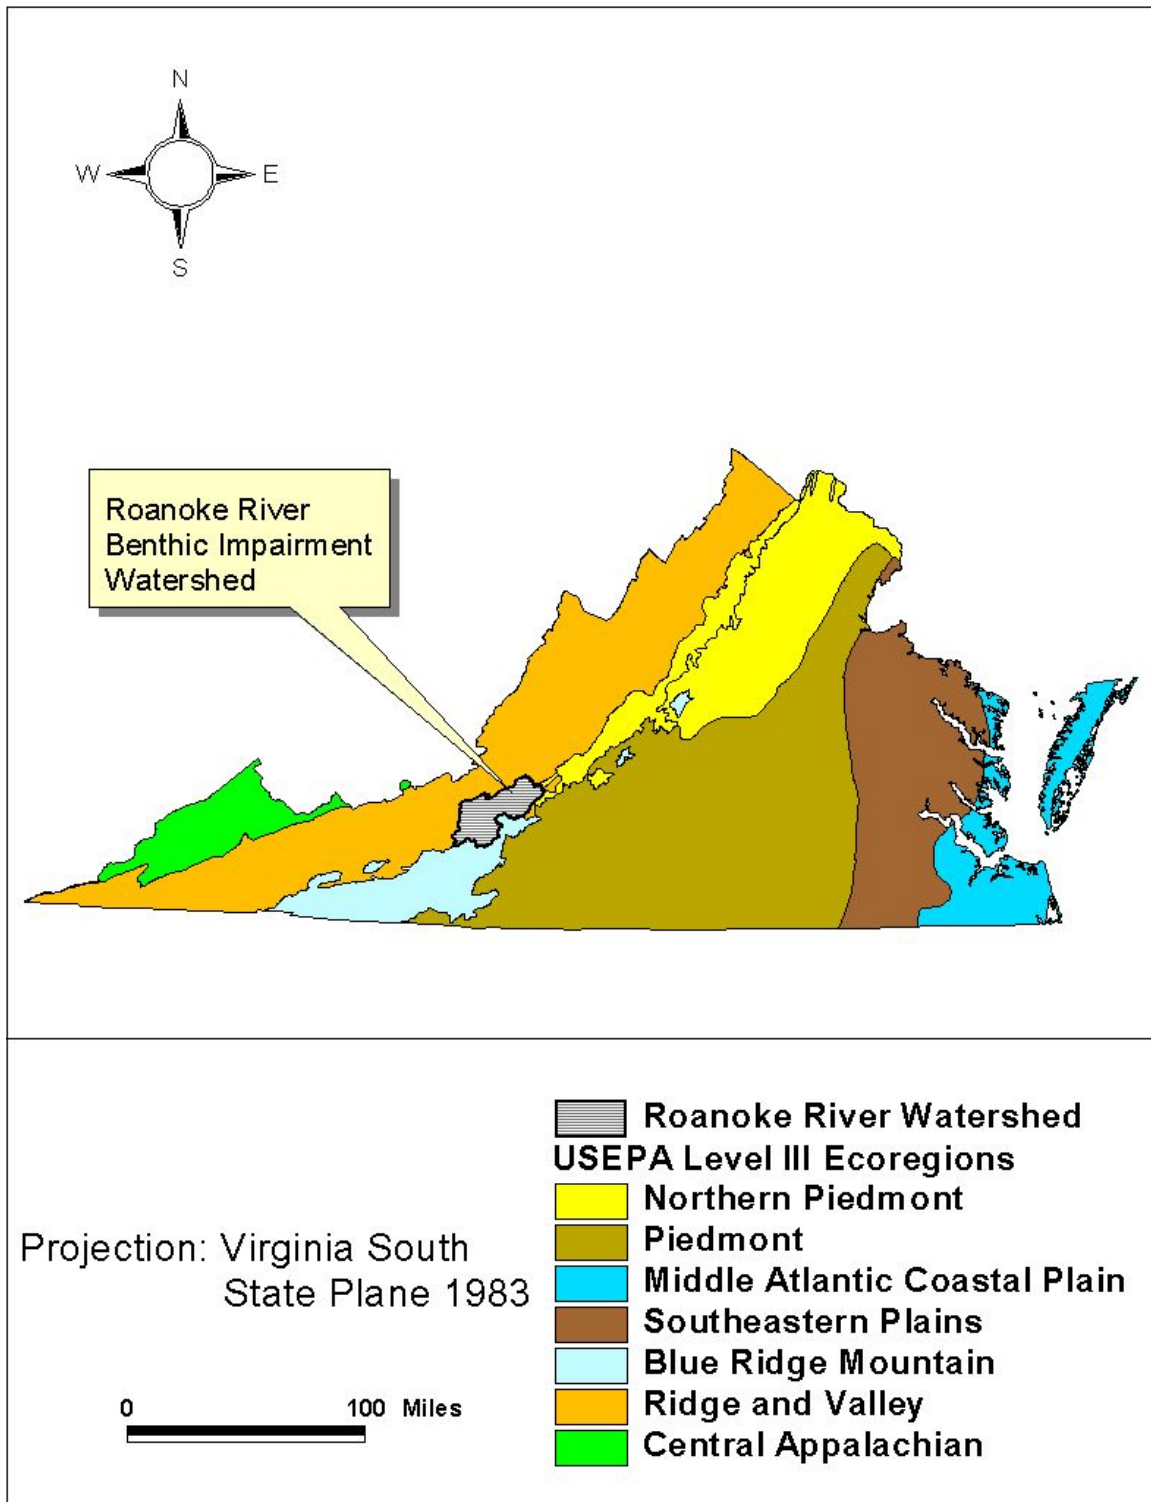 N
W E
S
Roanoke River
Benthic Impairment
Watershed
Roanoke River Watershed
USEPA Level III Ecoregions
Northern Piedmont
Piedmont
Middle Atlantic Coastal Plain
Southeastern Plains
Blue Ridge Mountain
Ridge and Valley
Central Appalachian
Projection: Virginia South
State Plane 1983
0 100 Miles